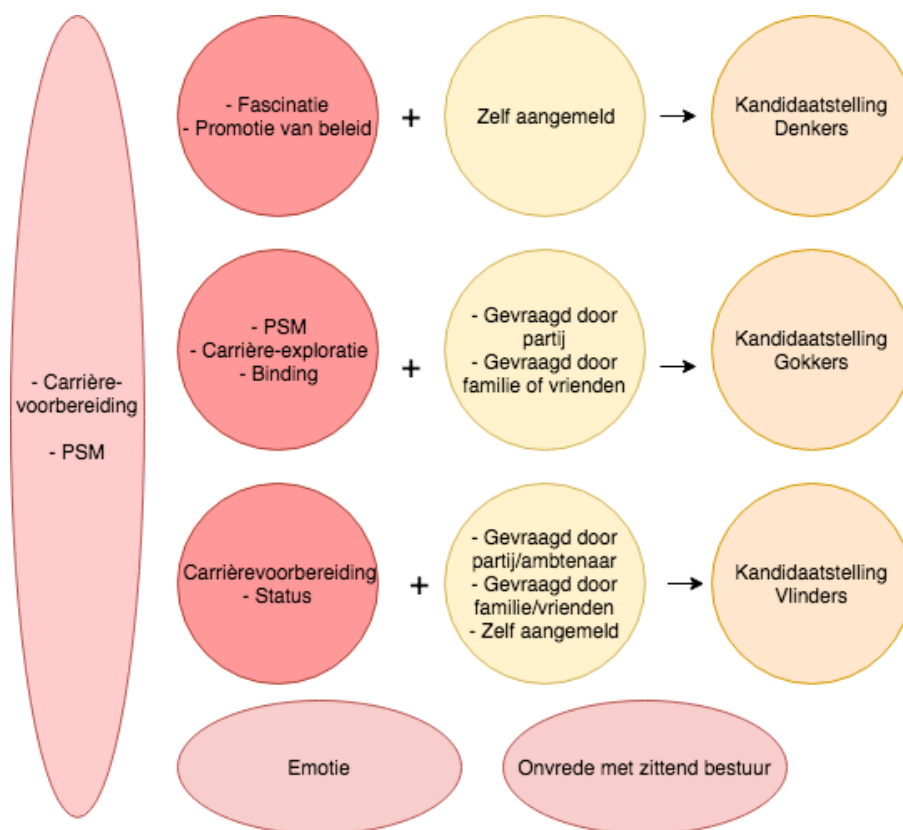 - Carrière-
voorbereiding
- PSM
- Fascinatie
- Promotie van beleid
+
Zelf aangemeld
Kandidaatstelling
Denkers
- PSM
- Carrière-exploratie
- Binding
+
- Gevraagd door
partij
- Gevraagd door
familie of vrienden
Kandidaatstelling
Gokkers
Carrièrevoorbereiding
- Status
+
- Gevraagd door
partij/ambtenaar
- Gevraagd door
familie/vrienden
- Zelf aangemeld
Kandidaatstelling
Vlinders
Emotie
Onvrede met zittend bestuur